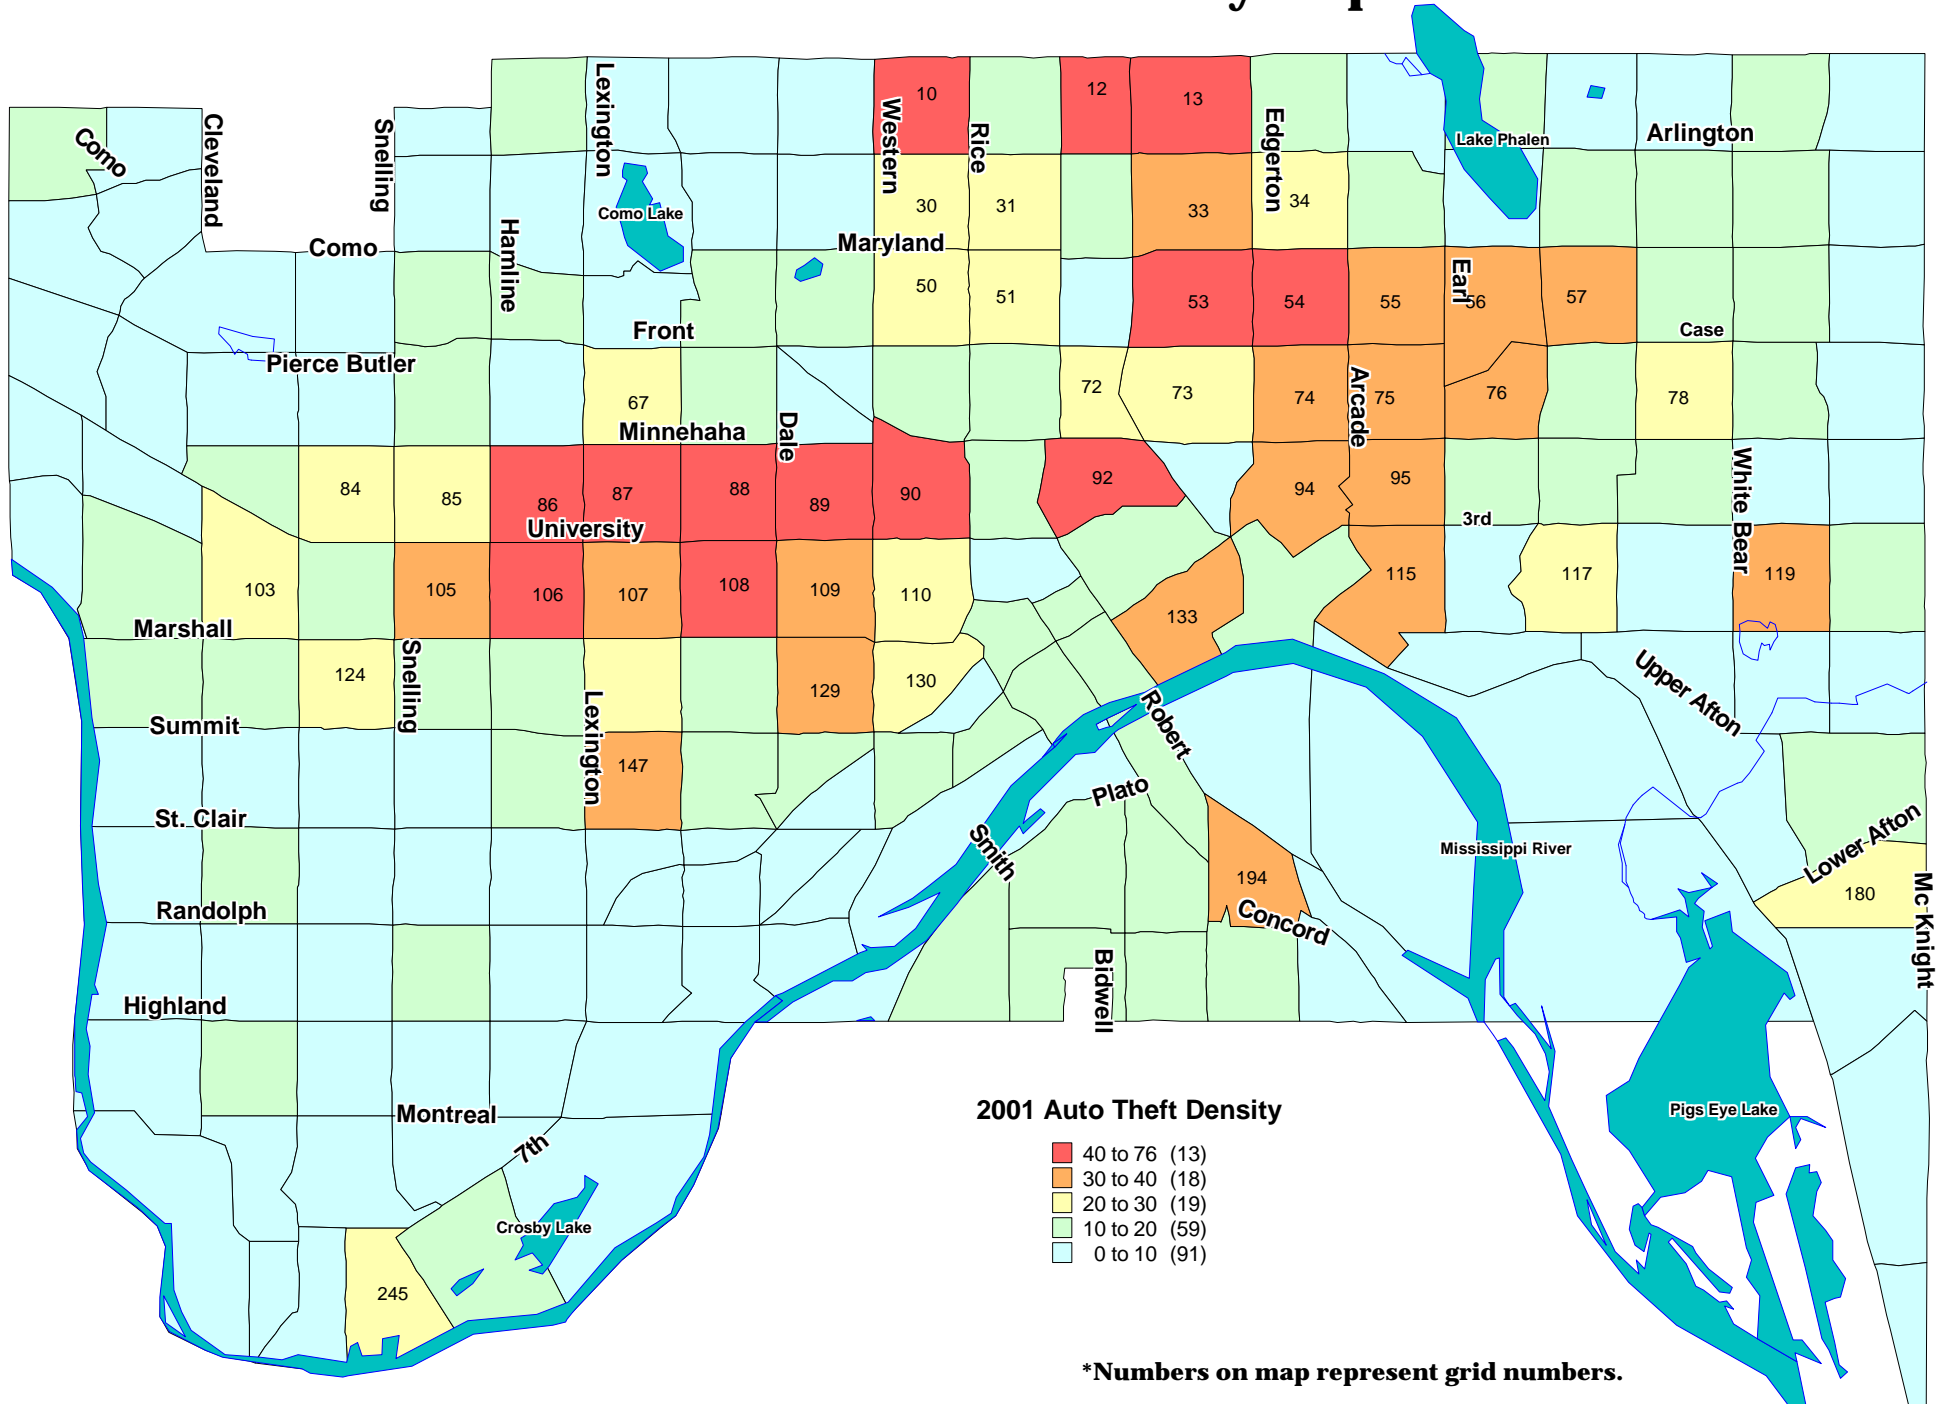 10
12
13
Lexington
Western
Rice
Edgerton
Como
Cleveland
Snelling
Lake Phalen
Arlington
Como Lake
30
31
33
34
Hamline
Como
Maryland
50
51
53
54
55
Earl
56
57
Front
Case
Pierce Butler
67
72
73
74
Arcade
75
76
78
Minnehaha
Dale
84
85
86
87
88
89
90
92
94
95
White Bear
University
3rd
103
105
106
107
108
109
110
133
115
117
119
Marshall
124
Snelling
Lexington
129
130
Robert
Upper Afton
Summit
147
Plato
St. Clair
Smith
Mississippi River
Lower Afton
194
Concord
180
Mc Knight
Randolph
Bidwell
Highland
Montreal
7th
2001 Auto Theft Density
40 to 76 (13)
30 to 40 (18)
20 to 30 (19)
10 to 20 (59)
0 to 10 (91)
Pigs Eye Lake
Crosby Lake
245
*Numbers on map represent grid numbers.